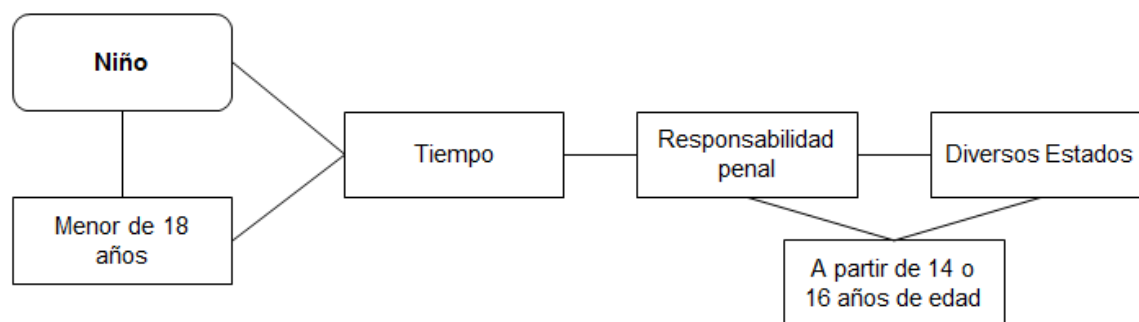 Niño
Menor de 18
años
Tiempo
Responsabilidad
penal
Diversos Estados
A partir de 14 o
16 años de edad